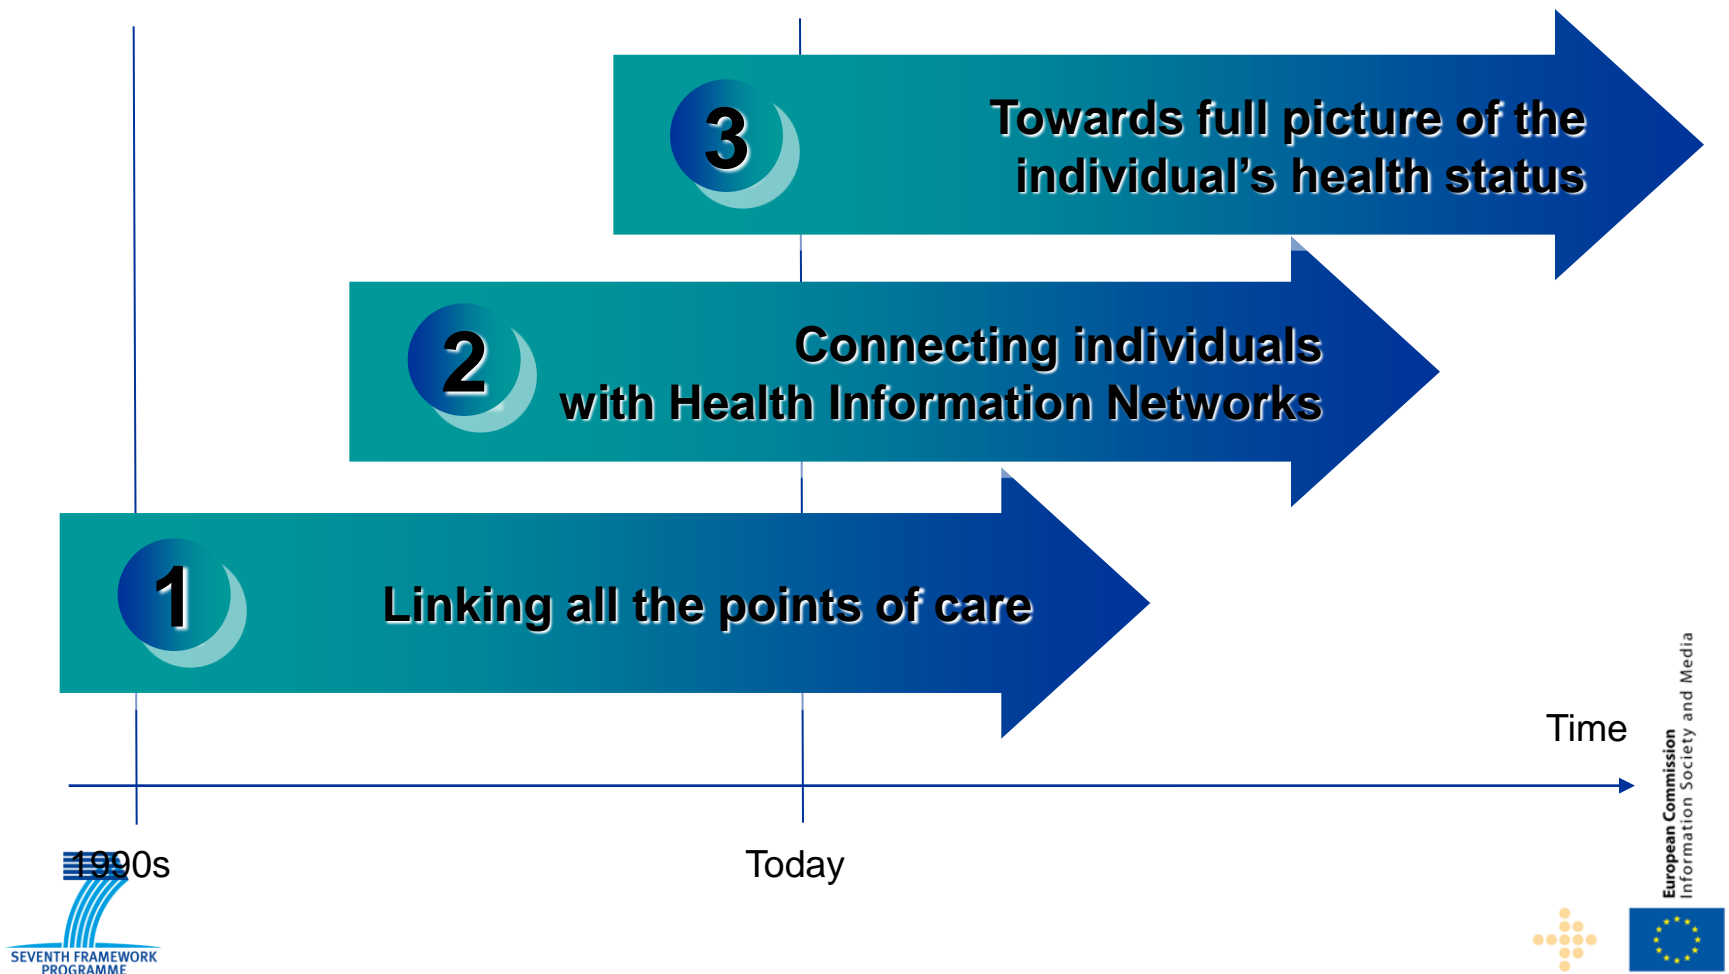 3
Towards full picture of the
individual’s health status
2
Connecting individuals
with Health Information Networks
1
Linking all the points of care
Time
1990s
Today
European Commission
Information Society and Media
SEVENTH FRAMEWORK
PROGRAMME